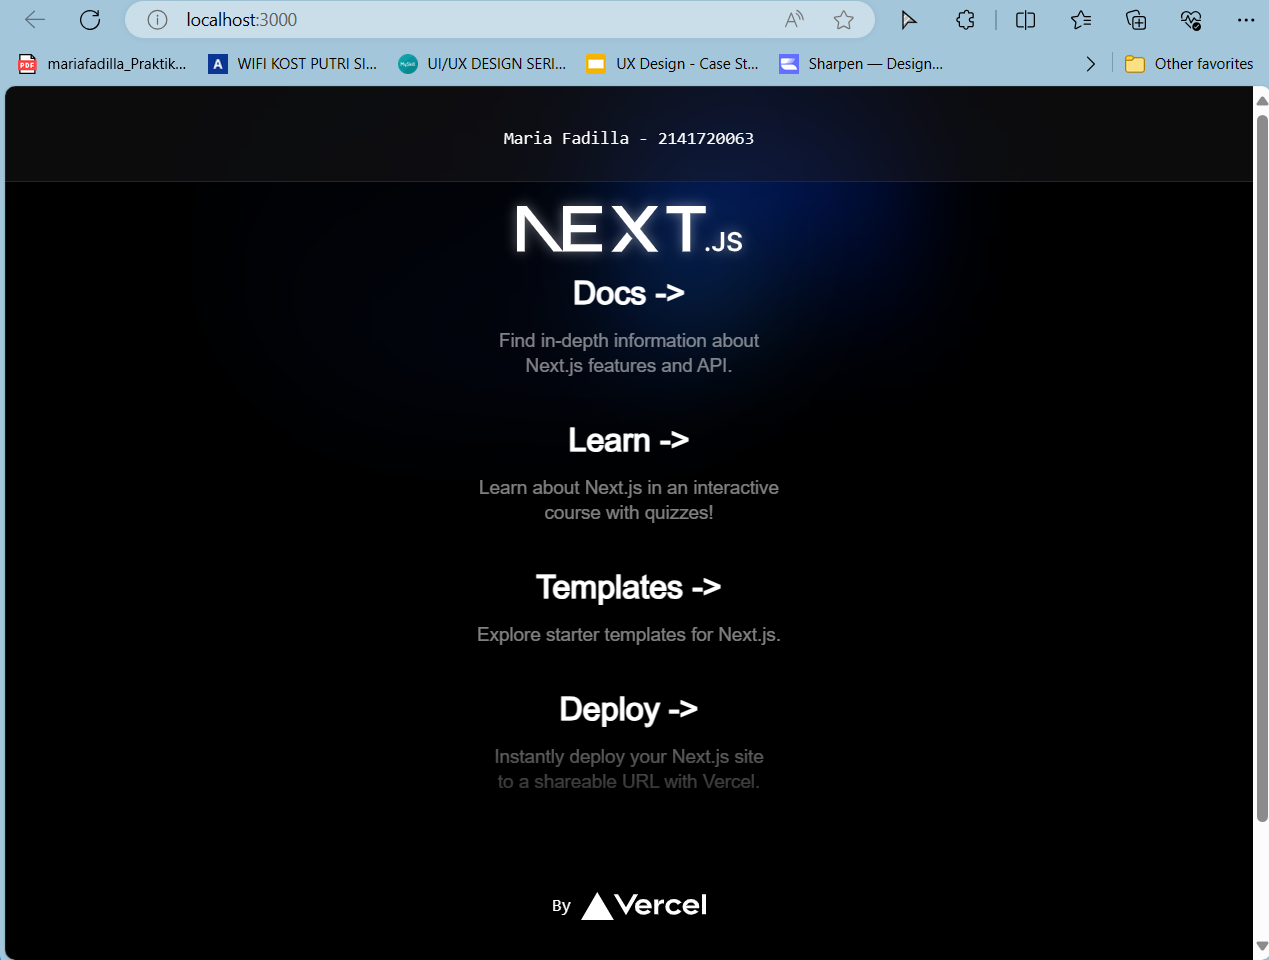 localhost:3000
mariafadilla_Praktik...
WIFI KOST PUTRI SI...
UI/UX DESIGN SERI...
UX Design - Case St...
Sharpen — Design...
Other favorites
Maria Fadilla - 2141720063
NEXT.JS
Docs ->
Find in-depth information about
Next.js features and API.
Learn ->
Learn about Next.js in an interactive
course with quizzes!
Templates ->
Explore starter templates for Next.js.
Deploy ->
Instantly deploy your Next.js site
to a shareable URL with Vercel.
By Vercel